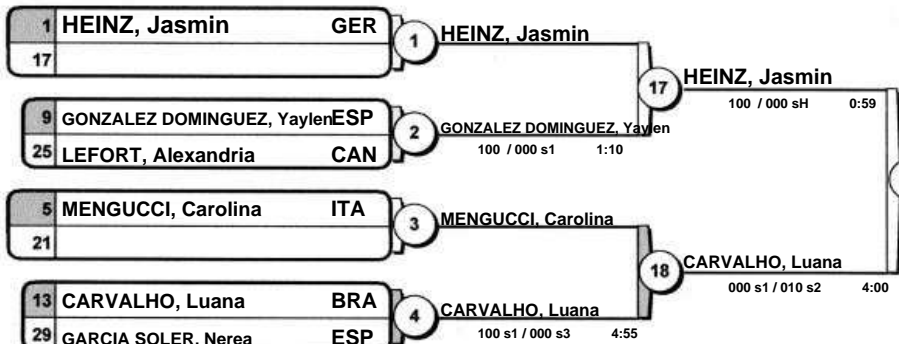 1 HEINZ, Jasmin GER
17
1 HEINZ, Jasmin
9 GONZALEZ DOMINGUEZ, Yaylen ESP
25 LEFORT, Alexandria CAN
2 GONZALEZ DOMINGUEZ, Yaylen
100 / 000 s1 1:10
17 HEINZ, Jasmin
100 / 000 sH 0:59
5 MENGUCCI, Carolina ITA
21
3 MENGUCCI, Carolina
13 CARVALHO, Luana BRA
29 GARCIA SOLER, Nerea ESP
4 CARVALHO, Luana
100 s1 / 000 s3 4:55
18 CARVALHO, Luana
000 s1 / 010 s2 4:00